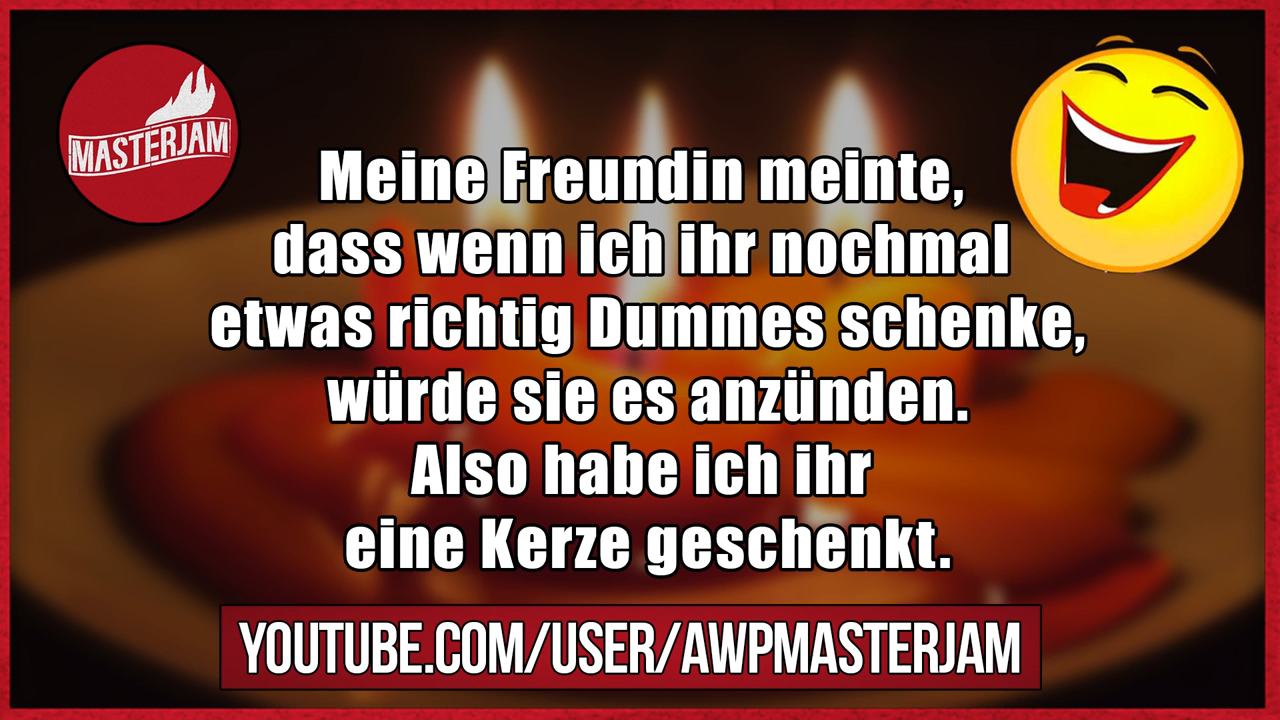 MASTERJAM
Meine Freundin meinte,
dass wenn ich ihr nochmal
etwas richtig Dummes schenke,
würde sie es anzünden.
Also habe ich ihr
eine Kerze geschenkt.
YOUTUBE.COM/USER/AWPMASTERJAM